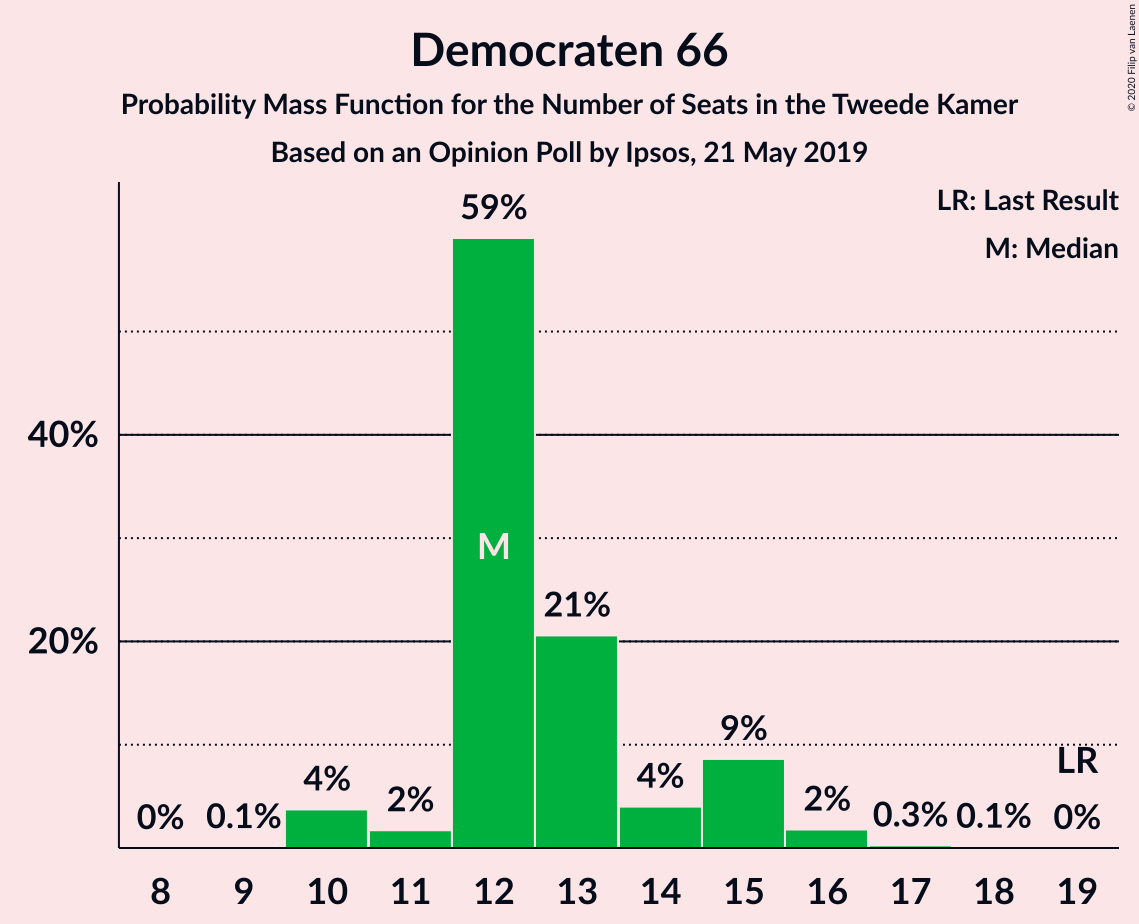 Democraten 66
Probability Mass Function for the Number of Seats in the Tweede Kamer
Based on an Opinion Poll by Ipsos, 21 May 2019
© 2020 Filip van Laenen
LR: Last Result
M: Median
59%
40%
M
21%
20%
9%
LR
4%
4%
2%
2%
0%
0.1%
0.3%
0.1%
0%
8 9 10 11 12 13 14 15 16 17 18 19